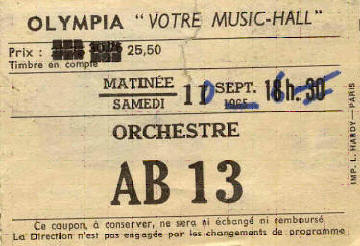 OLYMPIA "VOTRE MUSIC-HALL"
Prix : 25,50
Timbre en compte
MATINÉE
SAMEDI
SEPT.
1965
ORCHESTRE
AB 13
Ce coupon, à conserver, ne sera ni échangé ni remboursé
La Direction n'est pas engagée par les changements de programme
IMP. L. HARDY—PARIS